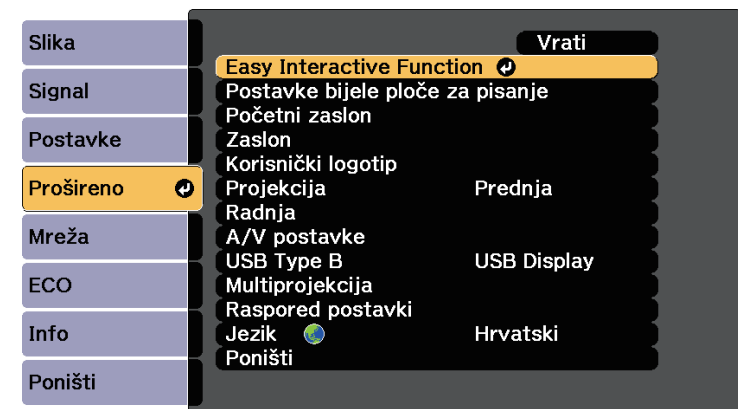 Slika
Signal
Postavke
Prošireno
Mreža
ECO
Info
Poništi
Vrati
Easy Interactive Function
Postavke bijele ploče za pisanje
Početni zaslon
Zaslon
Korisnički logotip
Projekcija Prednja
Radnja
A/V postavke
USB Type B USB Display
Multiprojekcija
Raspored postavki
Jezik Hrvatski
Poništi